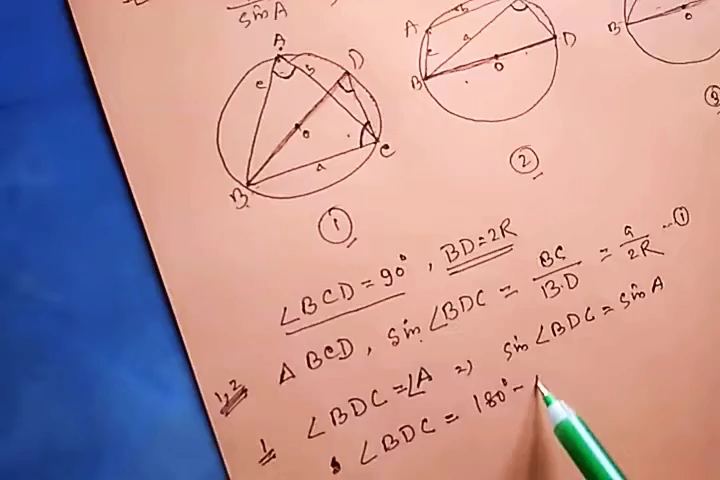 sin A
A
D
c
b
O
B
a
C
①
A
b
a
c
B
O
D
②
B
O
∠BCD = 90°, BD = 2R
1,2 Δ BCD, sin ∠BDC = BC/B.D = a/2R ...①
1 ∠BDC = ∠A ⇒ sin ∠BDC = sin A
∠BDC = 180° -